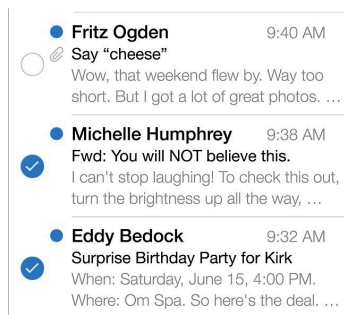 Fritz Ogden 9:40 AM
Say “cheese”
Wow, that weekend flew by. Way too
short. But I got a lot of great photos. …
Michelle Humphrey 9:38 AM
Fwd: You will NOT believe this.
I can't stop laughing! To check this out,
turn the brightness up all the way, …
Eddy Bedock 9:32 AM
Surprise Birthday Party for Kirk
When: Saturday, June 15, 4:00 PM.
Where: Om Spa. So here's the deal. …